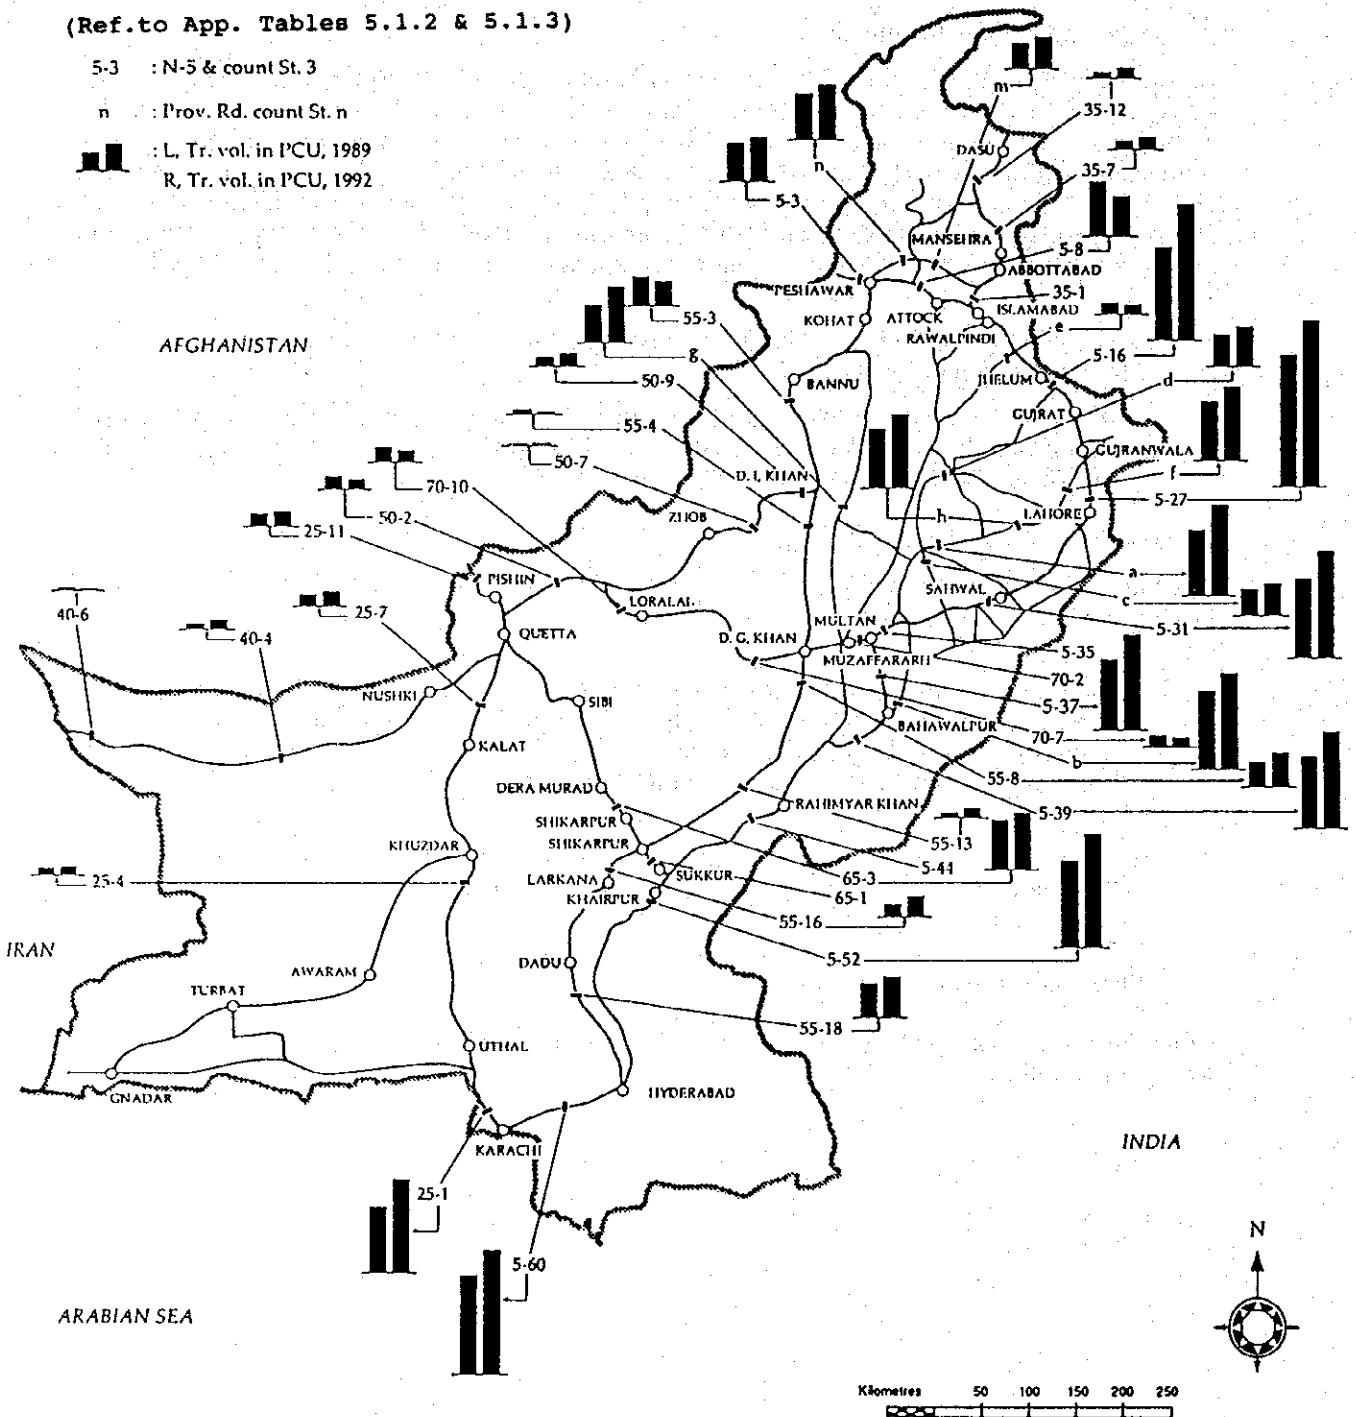 (Ref.to App. Tables 5.1.2 & 5.1.3)
5-3 : N-5 & count St. 3
n : Prov. Rd. count St. n
: L, Tr. vol. in PCU, 1989
R, Tr. vol. in PCU, 1992
m
35-12
DASU
35-7
n
5-3
MANSEHRA
5-8
ABBOTTABAD
PESHAWAR
35-1
ISLAMABAD
KOHAT
ATTOCK
RAWALPINDI
e
55-3
AFGHANISTAN
g
5-16
50-9
BANNU
JHELUM
d
GUJRAT
55-4
GUJRANWALA
50-7
D. I. KHAN
f
70-10
5-27
50-2
ZHOB
h
LAHORE
25-11
PISHIN
a
40-6
25-7
LORALAI
SAHWAL
c
40-4
QUETTA
D. G. KHAN
MULTAN
5-31
5-35
MUZAFFARARH
70-2
NUSHKI
SIBI
5-37
BAHAWALPUR
70-7
KALAT
b
55-8
DERA MURAD
RAHIMYAR KHAN
5-39
SHIKARPUR
55-13
KHUZDAR
SHIKARPUR
5-44
25-4
LARKANA
SUKKUR
65-3
KHAIRPUR
65-1
55-16
IRAN
5-52
AWARAM
DADU
TURBAT
55-18
UTHAL
GNADAR
HYDERABAD
KARACHI
INDIA
25-1
N
5-60
ARABIAN SEA
Kilometres 50 100 150 200 250